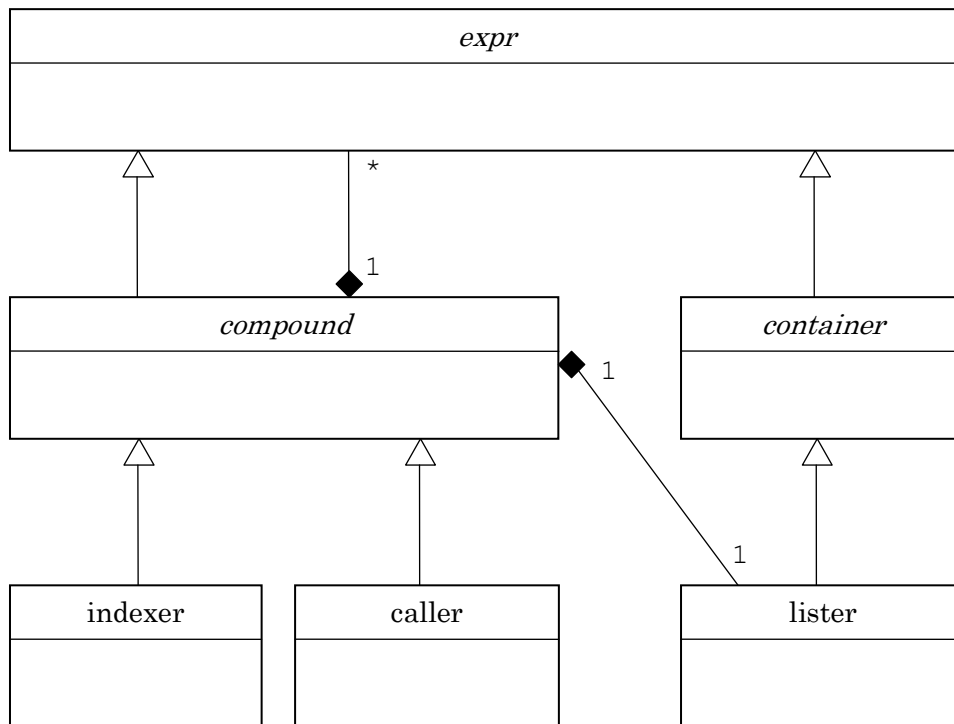 expr
*
1
compound
container
1
1
indexer
caller
lister